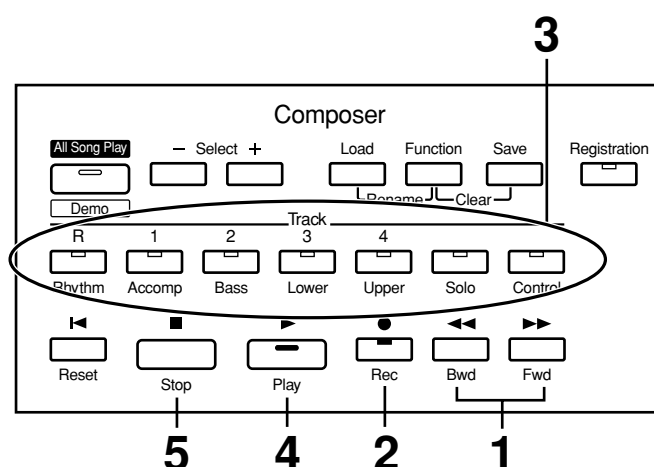 3
Composer
All Song Play − Select + Load Function Save Registration
Demo Rename Clear
Track
R 1 2 3 4
Rhythm Accomp Bass Lower Upper Solo Control
Reset Stop Play Rec Bwd Fwd
5 4 2 1